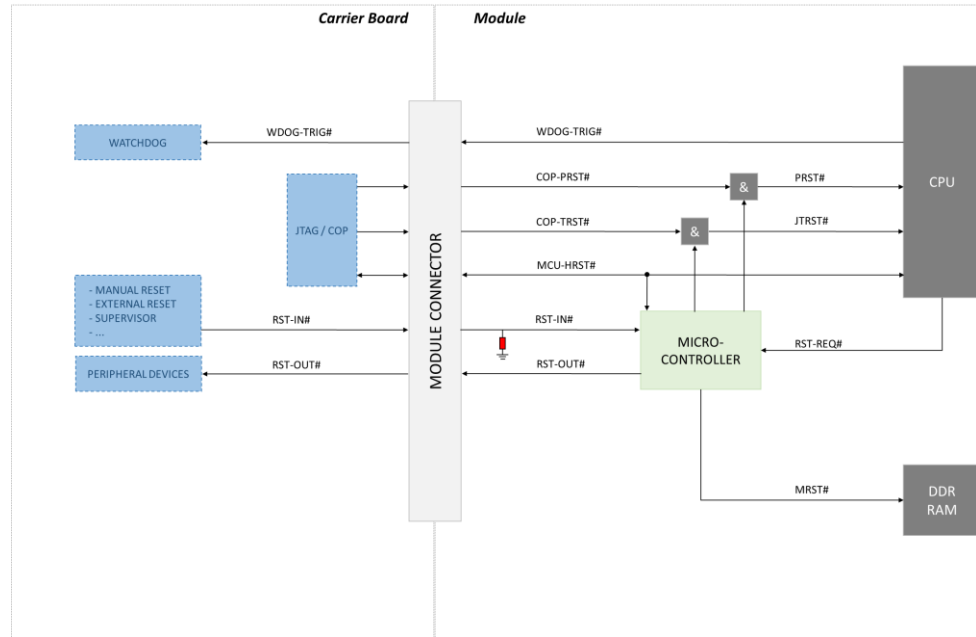 Carrier Board
Module
WATCHDOG
WDOG-TRIG#
WDOG-TRIG#
CPU
JTAG / COP
COP-PRST#
&
PRST#
COP-TRST#
&
JTRST#
MCU-HRST#
MODULE CONNECTOR
- MANUAL RESET
- EXTERNAL RESET
- SUPERVISOR
- ...
RST-IN#
RST-IN#
MICRO-
CONTROLLER
RST-REQ#
PERIPHERAL DEVICES
RST-OUT#
RST-OUT#
MRST#
DDR
RAM